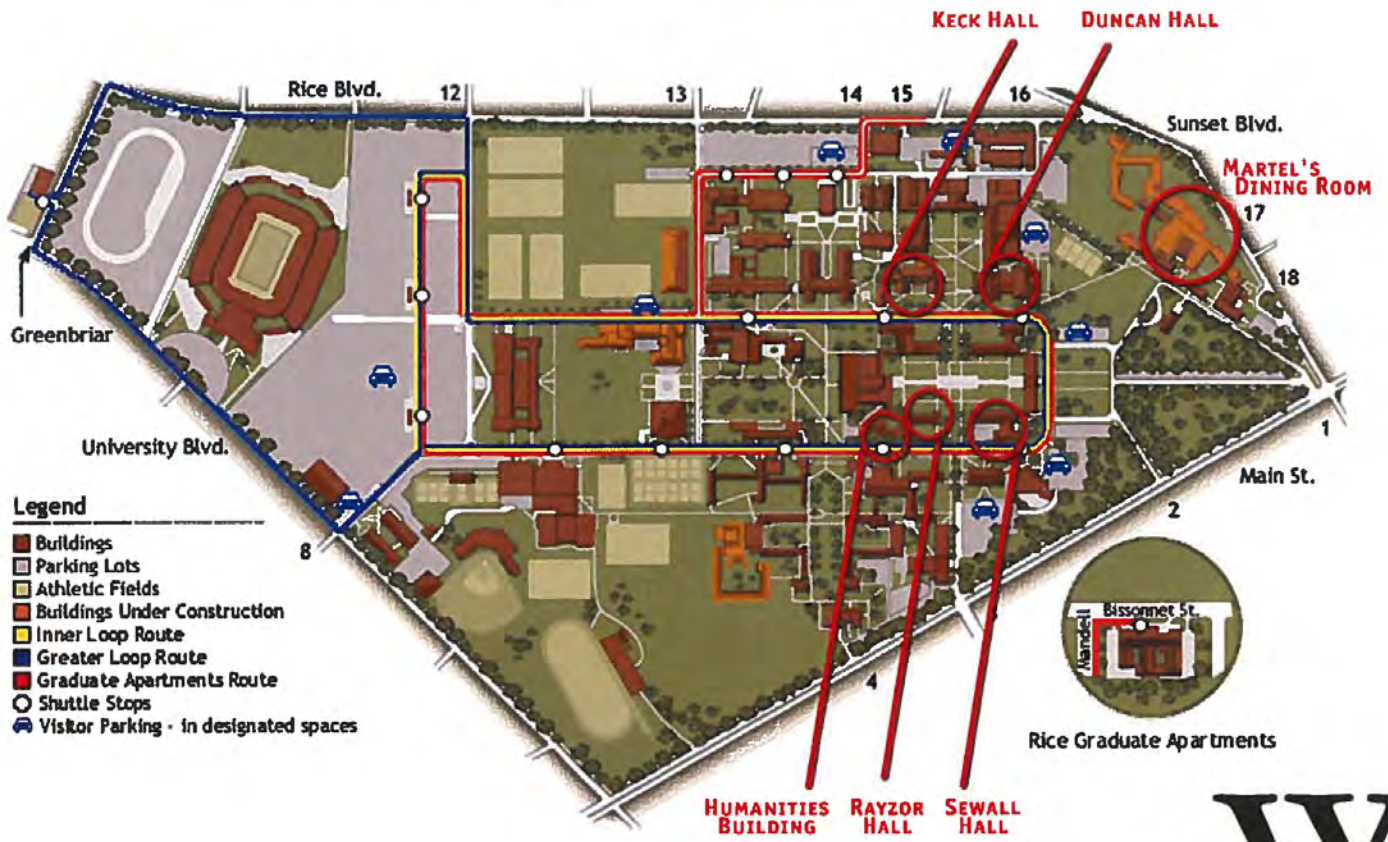 KECK HALL
DUNCAN HALL
Rice Blvd.
12
13
14
15
16
Sunset Blvd.
MARTEL'S
DINING ROOM
17
18
Greenbriar
University Blvd.
1
Main St.
2
Legend
Buildings
Parking Lots
Athletic Fields
Buildings Under Construction
Inner Loop Route
Greater Loop Route
Graduate Apartments Route
Shuttle Stops
Visitor Parking - in designated spaces
8
4
Bissonnet St.
Mandell
Rice Graduate Apartments
HUMANITIES
BUILDING
RAYZOR
HALL
SEWALL
HALL
W